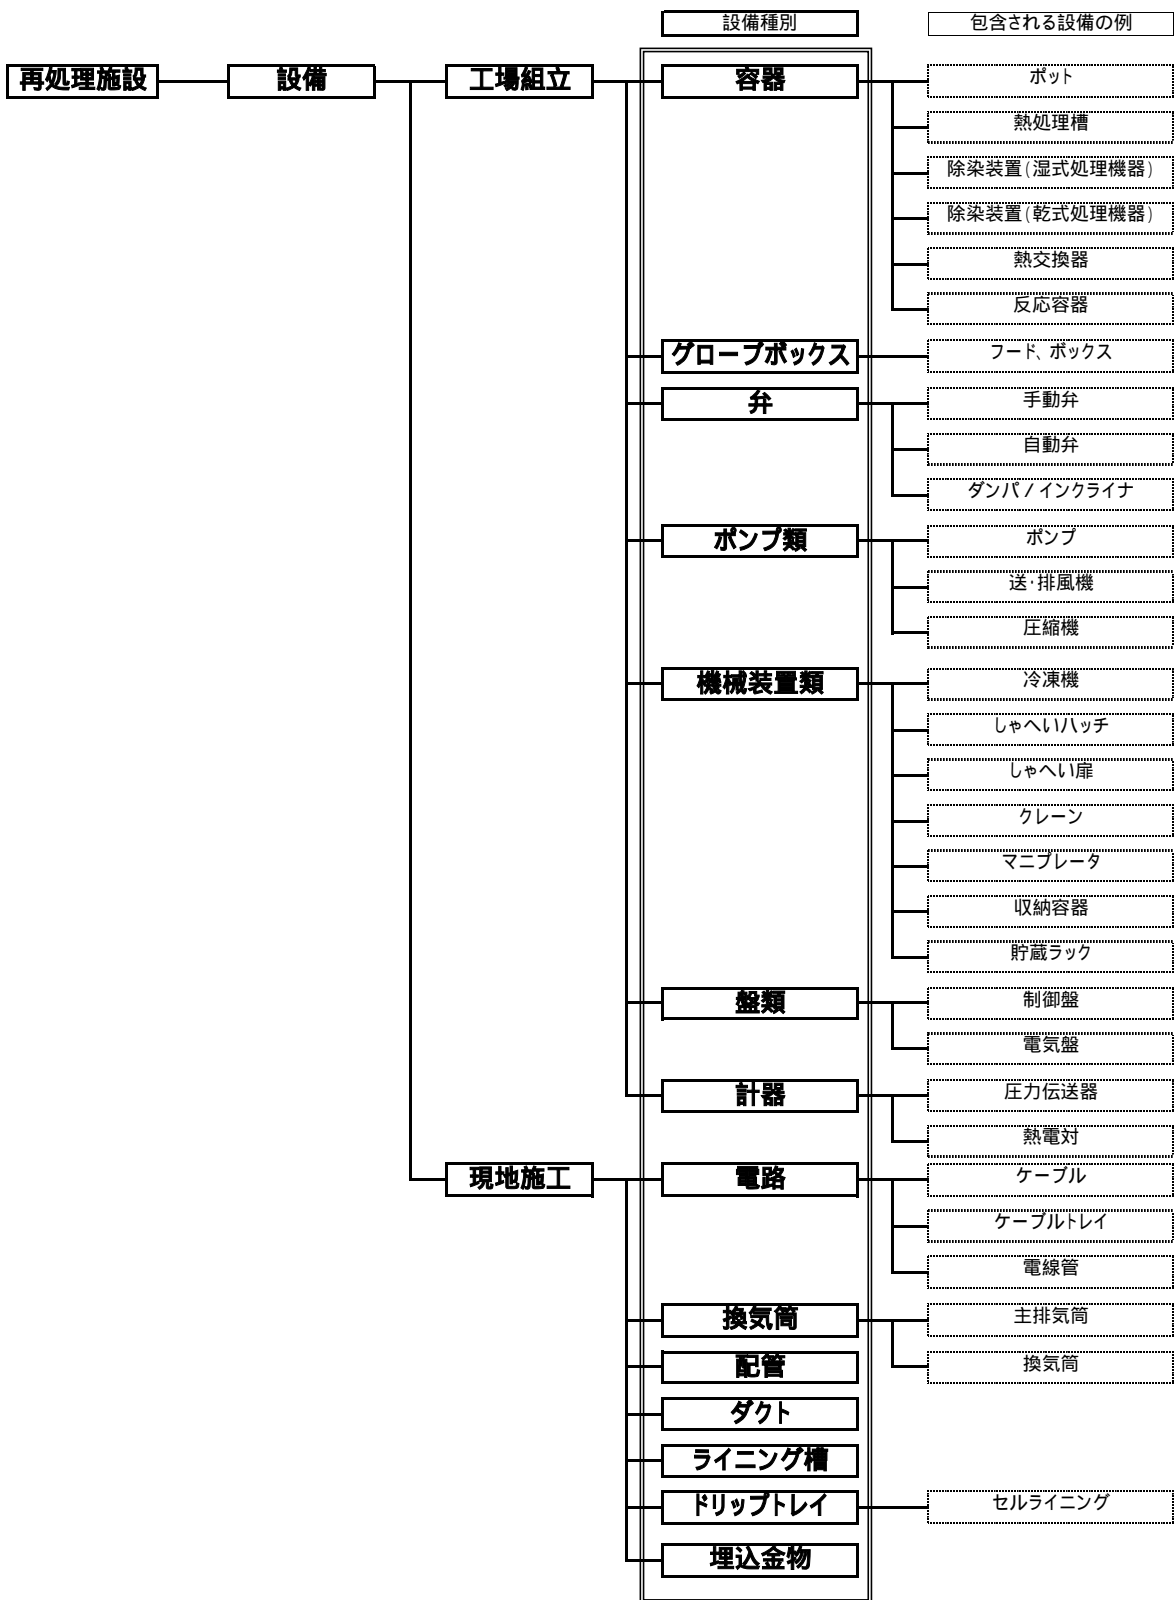 設備種別
包含される設備の例
再処理施設
設備
工場組立
容器
ポット
熱処理槽
除染装置(湿式処理機器)
除染装置(乾式処理機器)
熱交換器
反応容器
グローブボックス
フード、ボックス
弁
手動弁
自動弁
ダンパ/インクライナ
ポンプ類
ポンプ
送・排風機
圧縮機
機械装置類
冷凍機
しゃへいハッチ
しゃへい扉
クレーン
マニプレータ
収納容器
貯蔵ラック
盤類
制御盤
電気盤
計器
圧力伝送器
熱電対
現地施工
電路
ケーブル
ケーブルトレイ
電線管
換気筒
主排気筒
換気筒
配管
ダクト
ライニング槽
ドリップトレイ
セルライニング
埋込金物